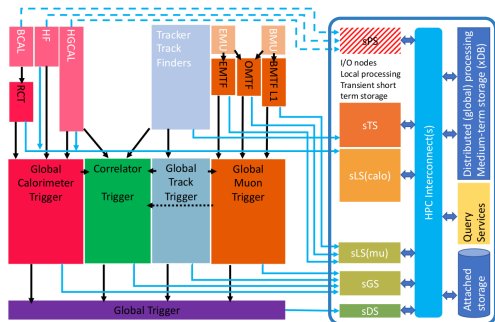 BCAL
HF
HGCAL
Tracker
Track
Finders
EMU
BMU
EMTF
OMTF
BMTF L1
RCT
Global
Calorimeter
Trigger
Correlator
Trigger
Global
Track
Trigger
Global
Muon
Trigger
Global Trigger
sPS
I/O nodes
Local processing
Transient short
term storage
sTS
sLS(calo)
sLS(mu)
sGS
sDS
HPC Interconnect(s)
Distributed (global) processing
Medium-term storage (xDB)
Query
Services
Attached
storage